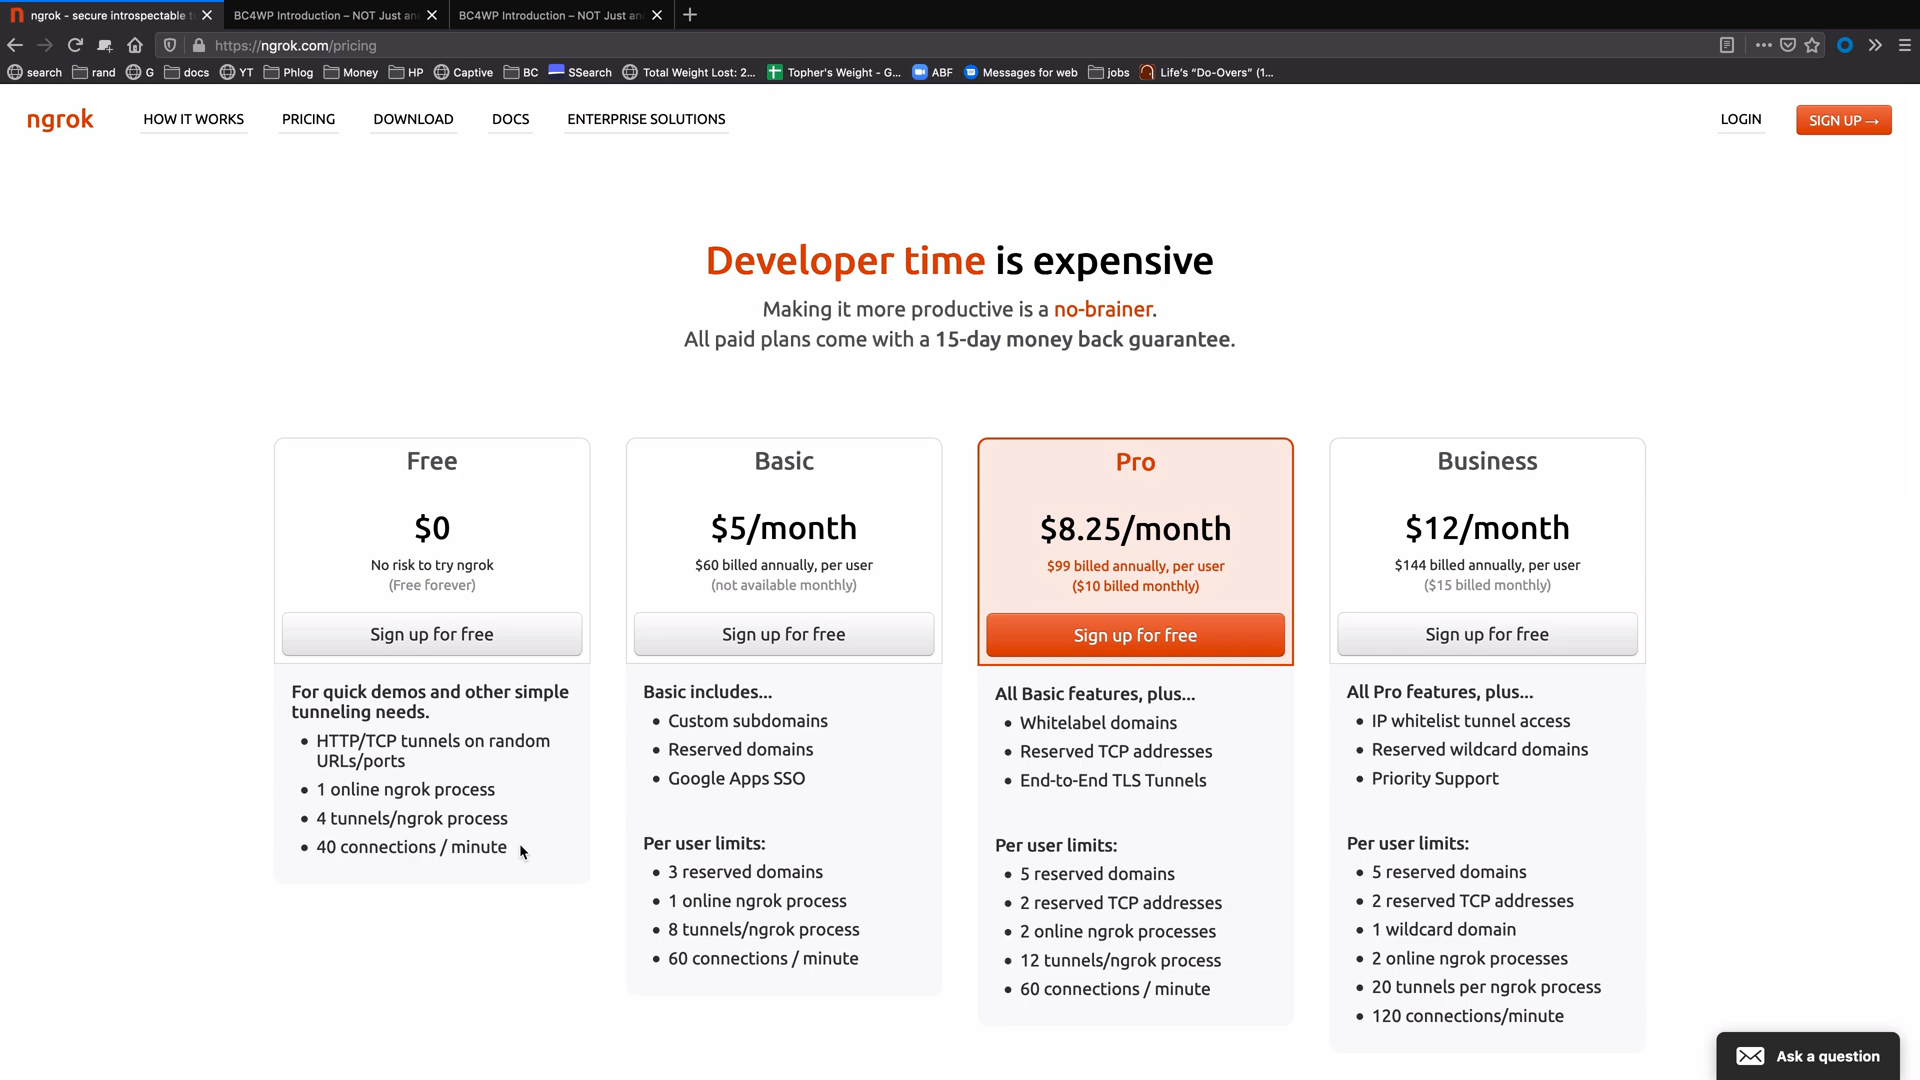 ngrok - secure introspectable t
BC4WP Introduction – NOT Just an
BC4WP Introduction – NOT Just an
https://ngrok.com/pricing
search
rand
G
docs
YT
Phlog
Money
HP
Captive
BC
SSearch
Total Weight Lost: 2...
Topher's Weight - G...
ABF
Messages for web
jobs
Life's "Do-Overs" (1...
ngrok
HOW IT WORKS
PRICING
DOWNLOAD
DOCS
ENTERPRISE SOLUTIONS
LOGIN
SIGN UP →
Developer time is expensive
Making it more productive is a no-brainer.
All paid plans come with a 15-day money back guarantee.
Free
$0
No risk to try ngrok
(Free forever)
Sign up for free
For quick demos and other simple
tunneling needs.
• HTTP/TCP tunnels on random
URLs/ports
• 1 online ngrok process
• 4 tunnels/ngrok process
• 40 connections / minute
Basic
$5/month
$60 billed annually, per user
(not available monthly)
Sign up for free
Basic includes...
• Custom subdomains
• Reserved domains
• Google Apps SSO
Per user limits:
• 3 reserved domains
• 1 online ngrok process
• 8 tunnels/ngrok process
• 60 connections / minute
Pro
$8.25/month
$99 billed annually, per user
($10 billed monthly)
Sign up for free
All Basic features, plus...
• Whitelabel domains
• Reserved TCP addresses
• End-to-End TLS Tunnels
Per user limits:
• 5 reserved domains
• 2 reserved TCP addresses
• 2 online ngrok processes
• 12 tunnels/ngrok process
• 60 connections / minute
Business
$12/month
$144 billed annually, per user
($15 billed monthly)
Sign up for free
All Pro features, plus...
• IP whitelist tunnel access
• Reserved wildcard domains
• Priority Support
Per user limits:
• 5 reserved domains
• 2 reserved TCP addresses
• 1 wildcard domain
• 2 online ngrok processes
• 20 tunnels per ngrok process
• 120 connections/minute
Ask a question